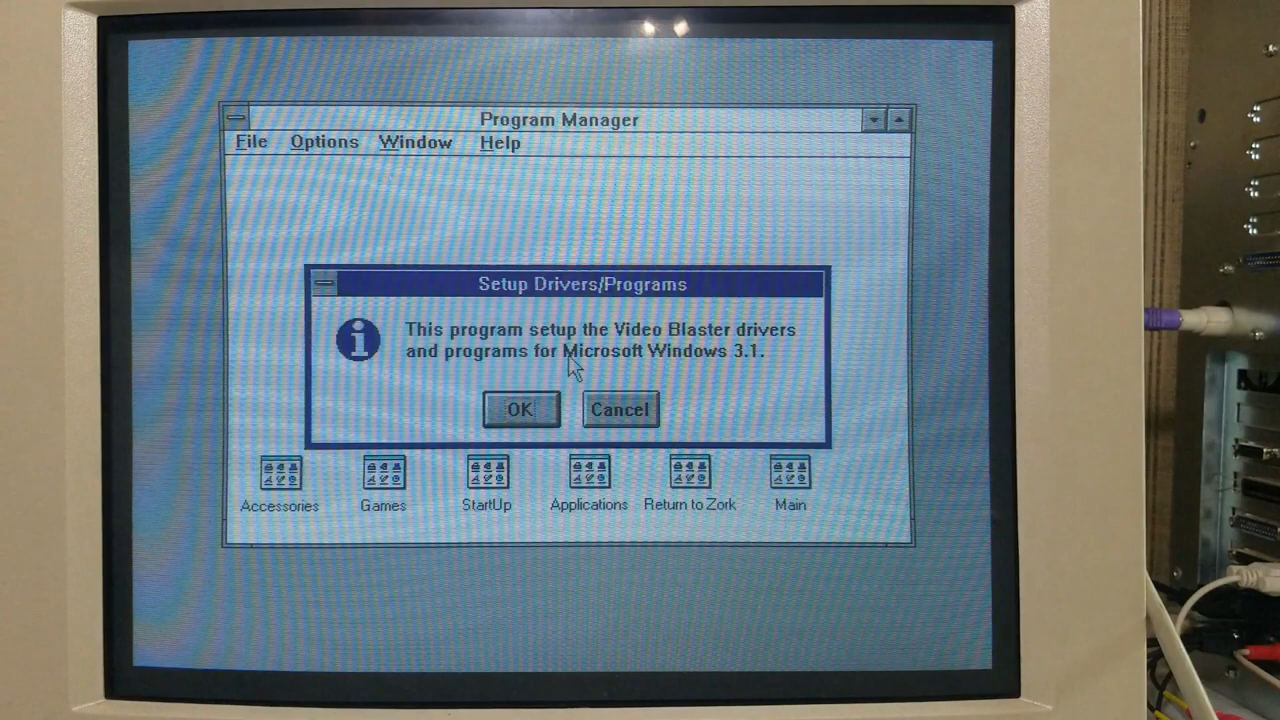 Program Manager
File Options Window Help
Setup Drivers/Programs
This program setup the Video Blaster drivers
and programs for Microsoft Windows 3.1.
OK Cancel
Accessories Games StartUp Applications Return to Zork Main